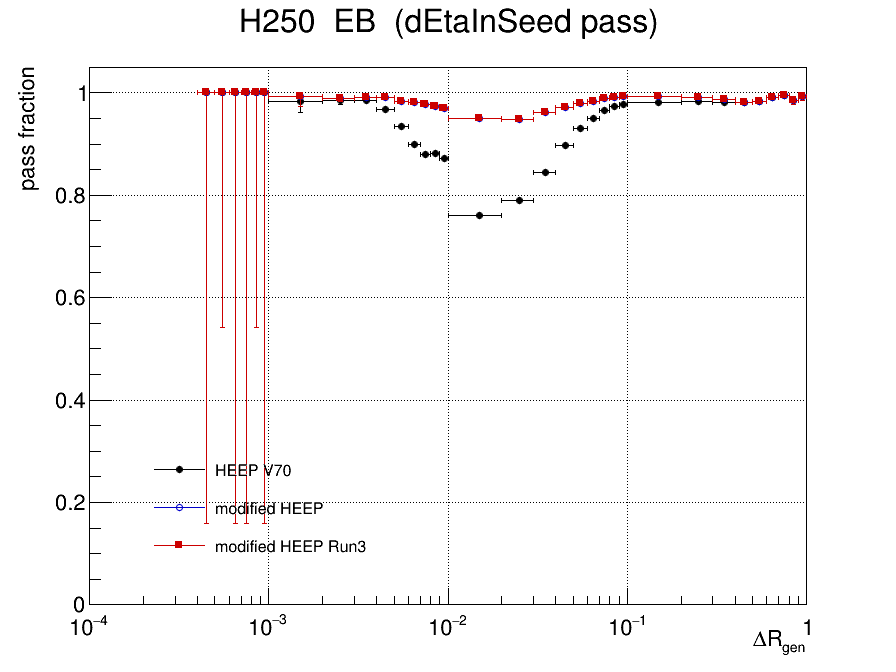 H250 EB (dEtaInSeed pass)
pass fraction
1
0.8
0.6
0.4
0.2
0
HEEP V70
modified HEEP
modified HEEP Run3
10⁻⁴ 10⁻³ 10⁻² 10⁻¹ 1
ΔR_gen